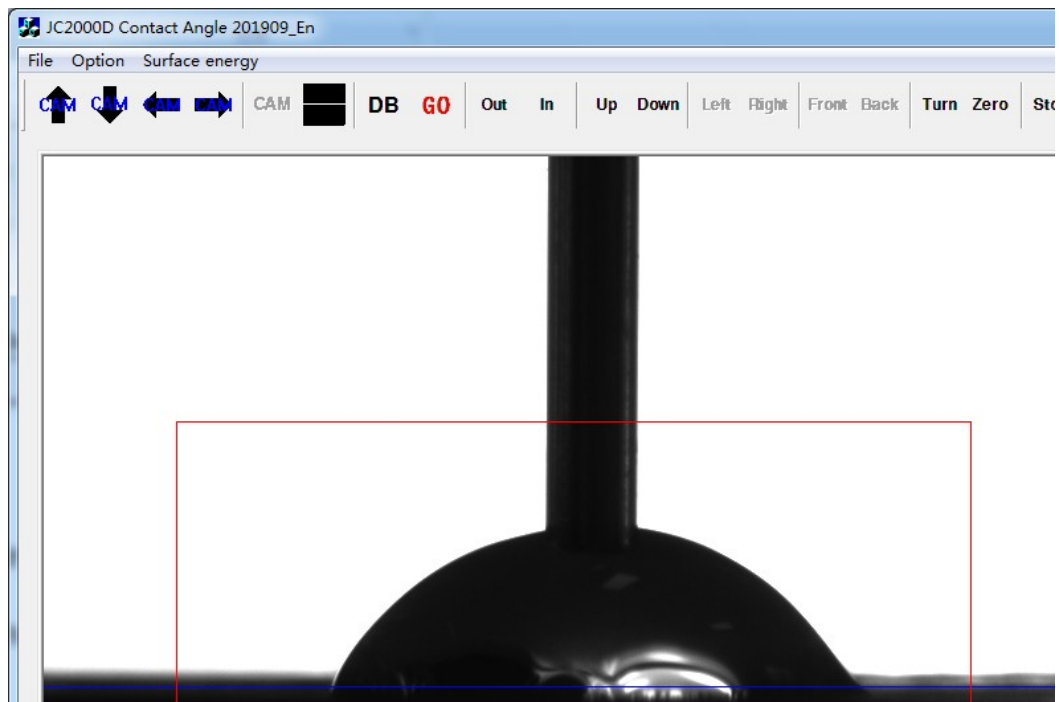 JC2000D Contact Angle 201909_En
File Option Surface energy
CAM CAM CAM CAM CAM DB GO Out In Up Down Left Right Front Back Turn Zero